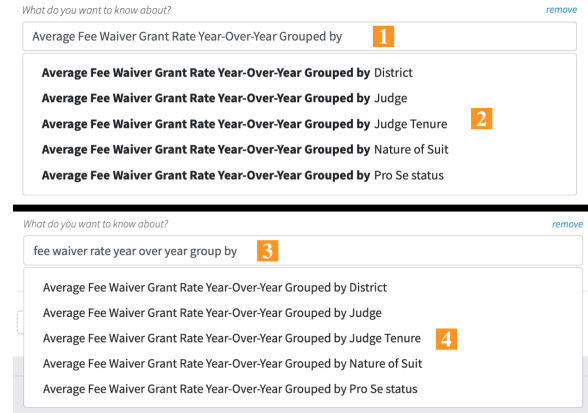 What do you want to know about? remove
Average Fee Waiver Grant Rate Year-Over-Year Grouped by 1
Average Fee Waiver Grant Rate Year-Over-Year Grouped by District
Average Fee Waiver Grant Rate Year-Over-Year Grouped by Judge
Average Fee Waiver Grant Rate Year-Over-Year Grouped by Judge Tenure 2
Average Fee Waiver Grant Rate Year-Over-Year Grouped by Nature of Suit
Average Fee Waiver Grant Rate Year-Over-Year Grouped by Pro Se status
What do you want to know about? remove
fee waiver rate year over year group by 3
Average Fee Waiver Grant Rate Year-Over-Year Grouped by District
Average Fee Waiver Grant Rate Year-Over-Year Grouped by Judge
Average Fee Waiver Grant Rate Year-Over-Year Grouped by Judge Tenure 4
Average Fee Waiver Grant Rate Year-Over-Year Grouped by Nature of Suit
Average Fee Waiver Grant Rate Year-Over-Year Grouped by Pro Se status